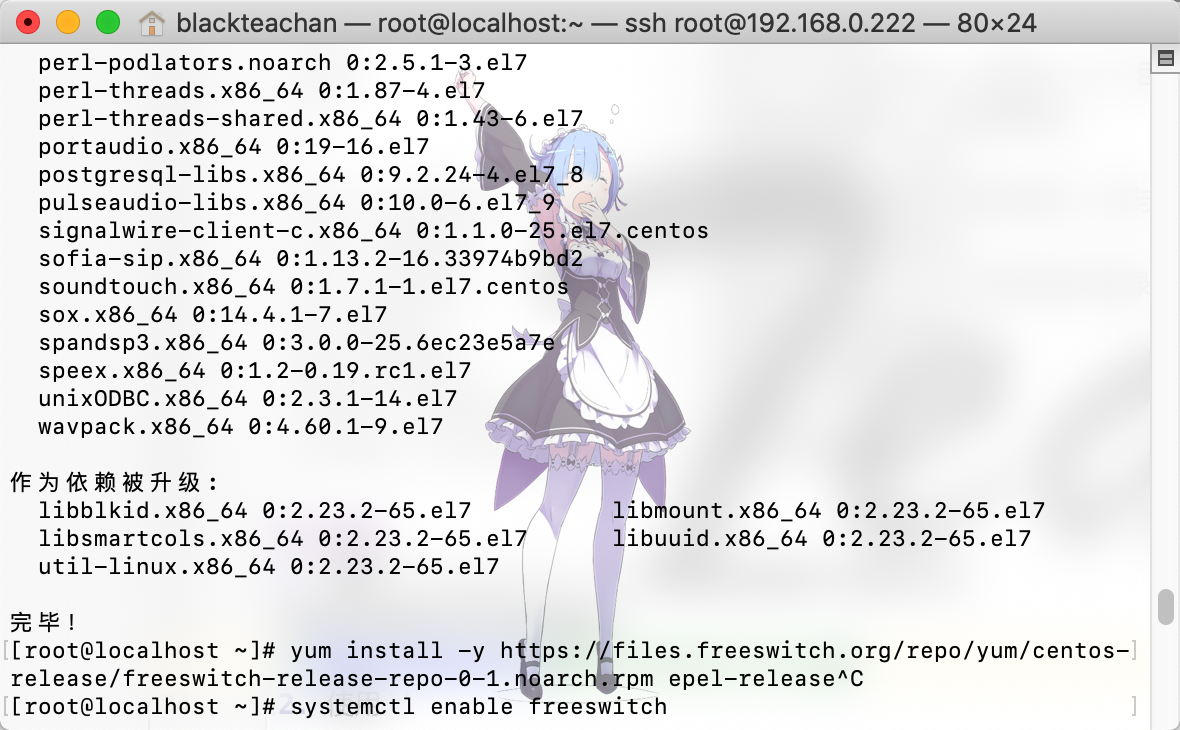 blackteachan — root@localhost:~ — ssh root@192.168.0.222 — 80×24
perl-podlators.noarch 0:2.5.1-3.el7
perl-threads.x86_64 0:1.87-4.el7
perl-threads-shared.x86_64 0:1.43-6.el7
portaudio.x86_64 0:19-16.el7
postgresql-libs.x86_64 0:9.2.24-4.el7_8
pulseaudio-libs.x86_64 0:10.0-6.el7_9
signalwire-client-c.x86_64 0:1.1.0-25.el7.centos
sofia-sip.x86_64 0:1.13.2-16.33974b9bd2
soundtouch.x86_64 0:1.7.1-1.el7.centos
sox.x86_64 0:14.4.1-7.el7
spandsp3.x86_64 0:3.0.0-25.6ec23e5a7e
speex.x86_64 0:1.2-0.19.rc1.el7
unixODBC.x86_64 0:2.3.1-14.el7
wavpack.x86_64 0:4.60.1-9.el7
作为依赖被升级:
libblkid.x86_64 0:2.23.2-65.el7 libmount.x86_64 0:2.23.2-65.el7
libsmartcols.x86_64 0:2.23.2-65.el7 libuuid.x86_64 0:2.23.2-65.el7
util-linux.x86_64 0:2.23.2-65.el7
完毕!
[[root@localhost ~]# yum install -y https://files.freeswitch.org/repo/yum/centos-]
release/freeswitch-release-repo-0-1.noarch.rpm epel-release^C
[[root@localhost ~]# systemctl enable freeswitch ]